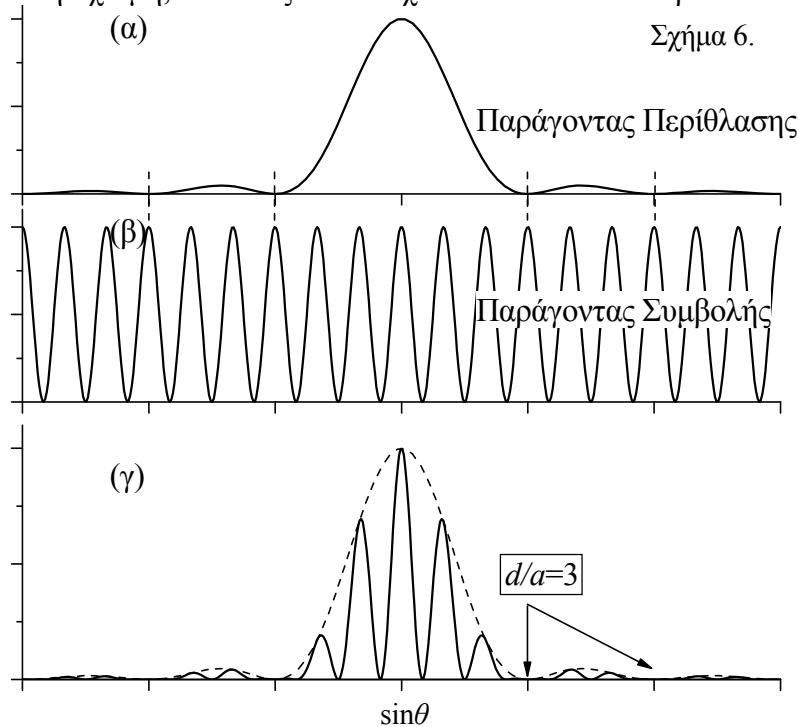 (α)
Σχήμα 6.
Παράγοντας Περίθλασης
(β)
Παράγοντας Συμβολής
(γ)
d/a=3
sinθ